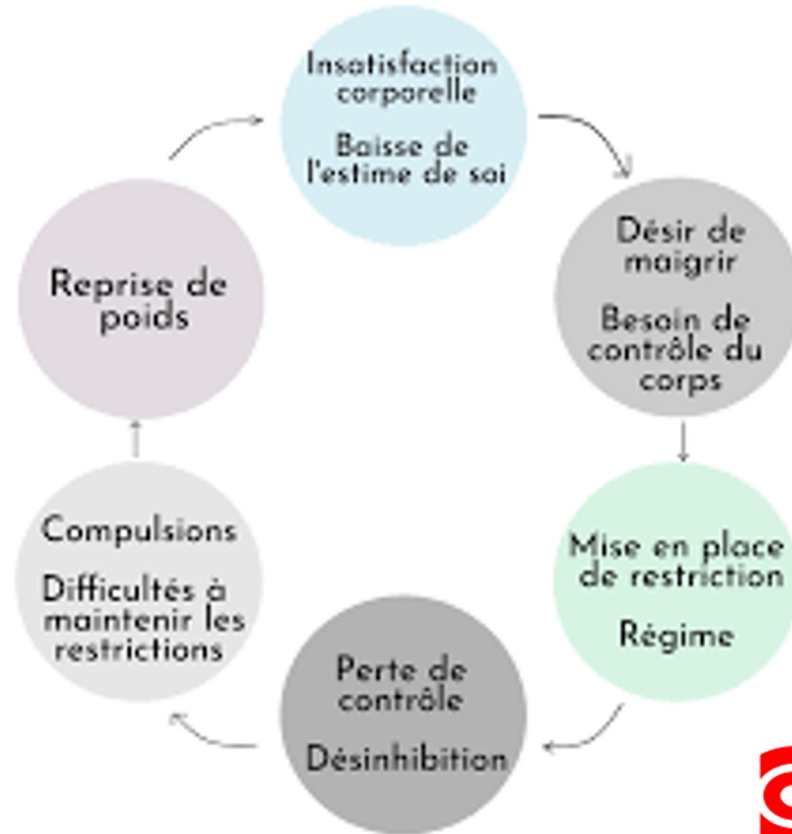 Insatisfaction
corporelle
Baisse de
l'estime de soi
Désir de
maigrir
Besoin de
contrôle du
corps
Mise en place
de restriction
Régime
Perte de
contrôle
Désinhibition
Compulsions
Difficultés à
maintenir les
restrictions
Reprise de
poids